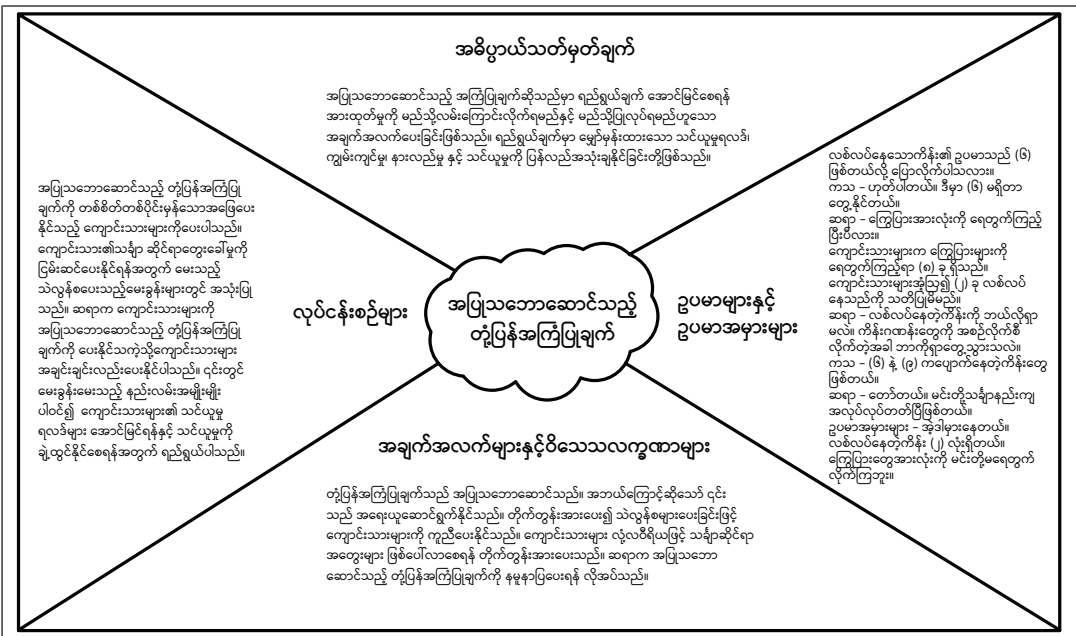 အဓိပ္ပာယ်သတ်မှတ်ချက်
အပြုသဘောဆောင်သည့် အကြံပြုချက်ဆိုသည်မှာ ရည်ရွယ်ချက် အောင်မြင်စေရန်
အားထုတ်မှုကို မည်သို့လမ်းကြောင်းလိုက်ရမည်နှင့် မည်သို့ပြုလုပ်ရမည်ဟူသော
အချက်အလက်ပေးခြင်းဖြစ်သည်။ ရည်ရွယ်ချက်မှာ မျှော်မှန်းထားသော သင်ယူမှုရလဒ်၊
ကျွမ်းကျင်မှု၊ နားလည်မှု နှင့် သင်ယူမှုကို ပြန်လည်အသုံးချနိုင်ခြင်းတို့ဖြစ်သည်။
လုပ်ငန်းစဉ်များ
အပြုသဘောဆောင်သည့် တုံ့ပြန်အကြံပြု
ချက်ကို တစ်စိတ်တစ်ပိုင်းမှန်သောအဖြေပေး
နိုင်သည့် ကျောင်းသားများကိုပေးပါသည်။
ကျောင်းသား၏သင်္ချာ ဆိုင်ရာတွေးခေါ်မှုကို
ငြမ်းဆင်ပေးနိုင်ရန်အတွက် မေးသည့်
သဲလွန်စပေးသည့်မေးခွန်းများတွင် အသုံးပြု
သည်။ ဆရာက ကျောင်းသားများကို
အပြုသဘောဆောင်သည့် တုံ့ပြန်အကြံပြု
ချက်ကို ပေးနိုင်သကဲ့သို့ကျောင်းသားများ
အချင်းချင်းလည်းပေးနိုင်ပါသည်။ ၎င်းတွင်
မေးခွန်းမေးသည့် နည်းလမ်းအမျိုးမျိုး
ပါဝင်၍ ကျောင်းသားများ၏ သင်ယူမှု
ရလဒ်များ အောင်မြင်ရန်နှင့် သင်ယူမှုကို
ချဲ့ထွင်နိုင်စေရန်အတွက် ရည်ရွယ်ပါသည်။
အပြုသဘောဆောင်သည့်
တုံ့ပြန်အကြံပြုချက်
ဥပမာများနှင့်
ဥပမာအမှားများ
လစ်လပ်နေသောကိန်း၏ ဥပမာသည် (၆)
ဖြစ်တယ်လို့ ပြောလိုက်ပါသလား။
ကသ – ဟုတ်ပါတယ်။ ဒီမှာ (၆) မရှိတာ
တွေ့နိုင်တယ်။
ဆရာ – ကြွေပြားအားလုံးကို ရေတွက်ကြည့်
ပြီးပီလား။
ကျောင်းသားများက ကြွေပြားများကို
ရေတွက်ကြည့်ရာ (၈) ခု ရှိသည်။
ကျောင်းသားများအံ့သြ၍ (၂) ခု လစ်လပ်
နေသည်ကို သတိပြုမိမည်။
ဆရာ – လစ်လပ်နေတဲ့ကိန်းကို ဘယ်လိုရှာ
မလဲ။ ကိန်းဂဏန်းတွေကို အစဉ်လိုက်စီ
လိုက်တဲ့အခါ ဘာကိုရှာတွေ့သွားသလဲ။
ကသ – (၆) နဲ့ (၉) ကပျောက်နေတဲ့ကိန်းတွေ
ဖြစ်တယ်။
ဆရာ – တော်တယ်။ မင်းတို့သင်္ချာနည်းကျ
အလုပ်လုပ်တတ်ပြီဖြစ်တယ်။
ဥပမာအမှားများ – အဲ့ဒါမှားနေတယ်။
လစ်လပ်နေတဲ့ကိန်း (၂) လုံးရှိတယ်။
ကြွေပြားတွေအားလုံးကို မင်းတို့မရေတွက်
လိုက်ကြဘူး။
အချက်အလက်များနှင့်ဝိသေသလက္ခဏာများ
တုံ့ပြန်အကြံပြုချက်သည် အပြုသဘောဆောင်သည်။ အဘယ်ကြောင့်ဆိုသော် ၎င်း
သည် အရေးယူဆောင်ရွက်နိုင်သည်။ တိုက်တွန်းအားပေး၍ သဲလွန်စများပေးခြင်းဖြင့်
ကျောင်းသားများကို ကူညီပေးနိုင်သည်။ ကျောင်းသားများ လုံ့လဝီရိယဖြင့် သင်္ချာဆိုင်ရာ
အတွေးများ ဖြစ်ပေါ်လာစေရန် တိုက်တွန်းအားပေးသည်။ ဆရာက အပြုသဘော
ဆောင်သည့် တုံ့ပြန်အကြံပြုချက်ကို နမူနာပြပေးရန် လိုအပ်သည်။